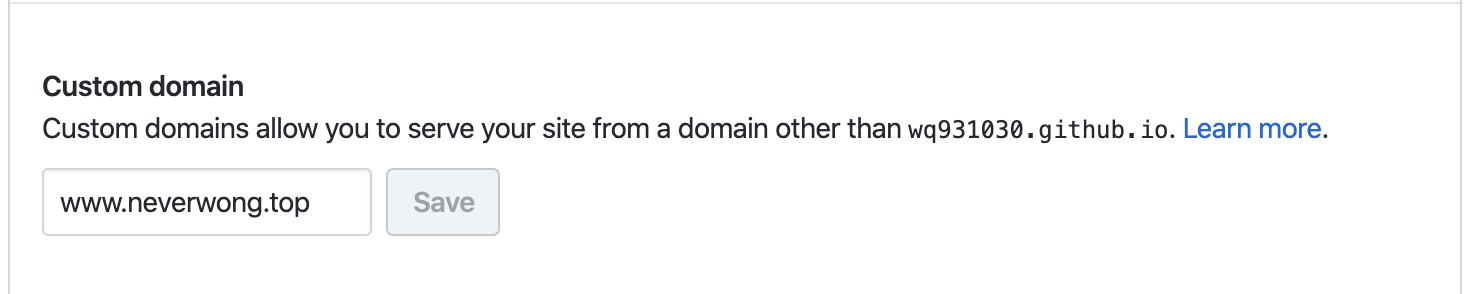 Custom domain
Custom domains allow you to serve your site from a domain other than wq931030.github.io. Learn more.
www.neverwong.top Save